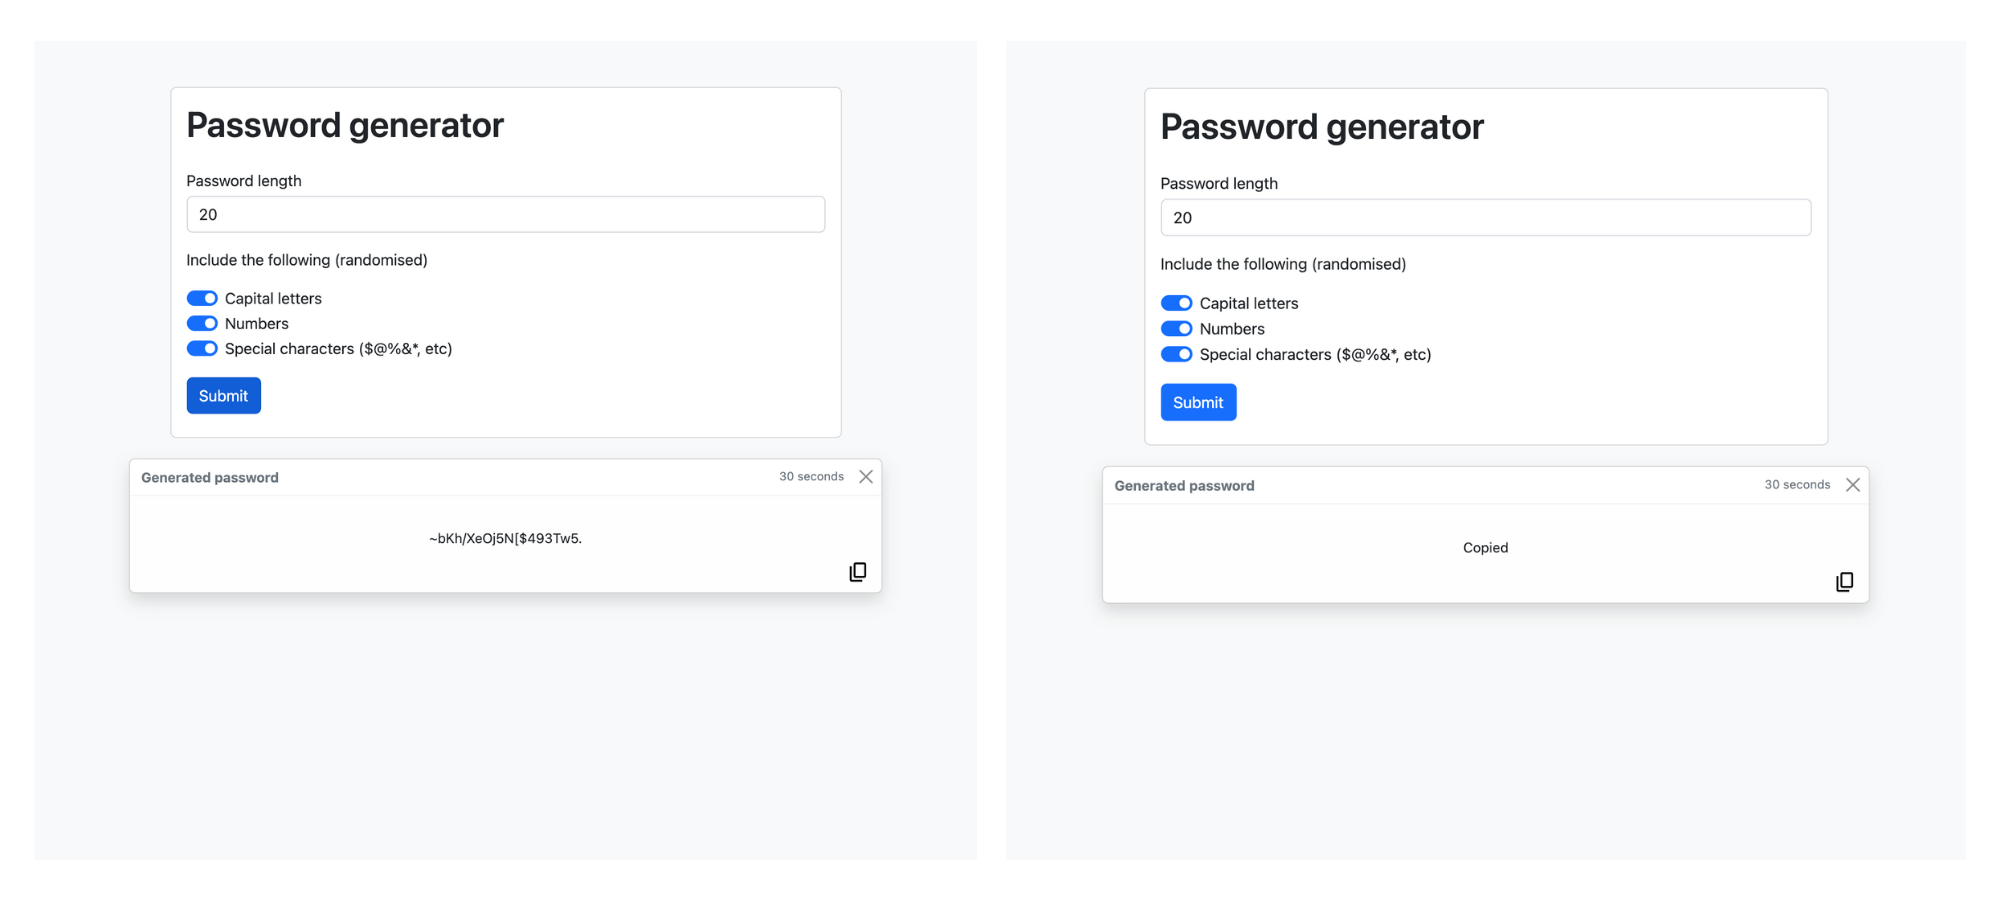 Password generator
Password length
20
Include the following (randomised)
Capital letters
Numbers
Special characters ($@%&*, etc)
Submit
Generated password
30 seconds
~bKh/XeOj5N[$493Tw5.
Password generator
Password length
20
Include the following (randomised)
Capital letters
Numbers
Special characters ($@%&*, etc)
Submit
Generated password
30 seconds
Copied